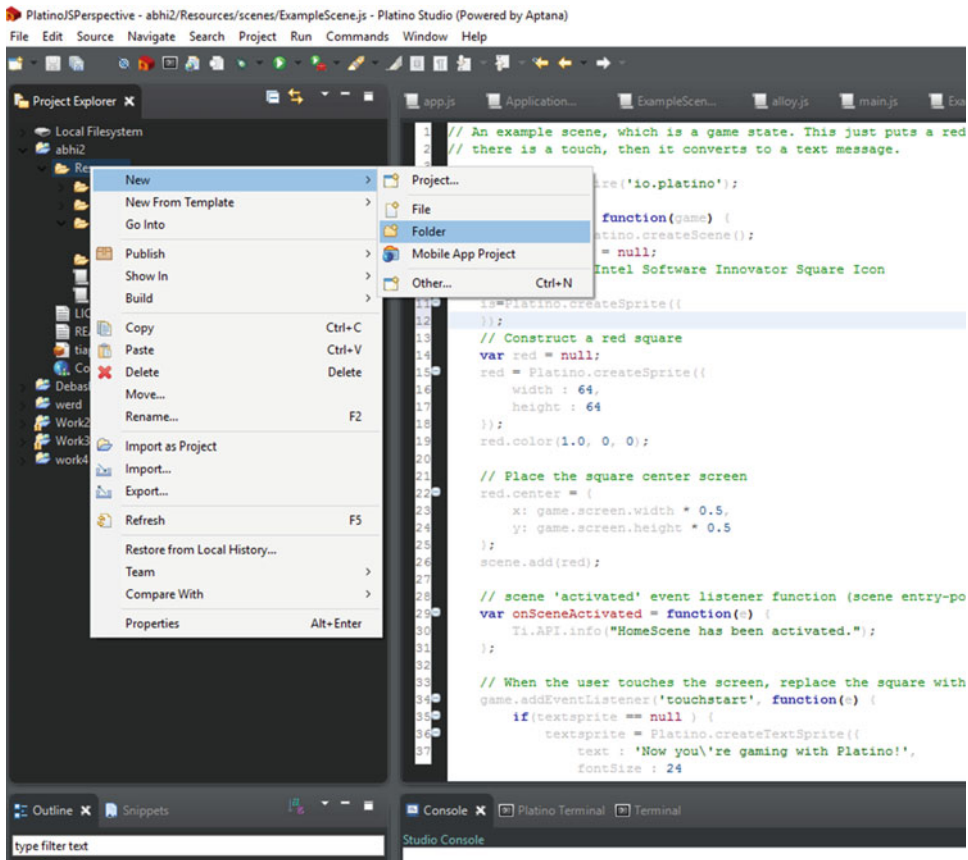 PlatinoJSPerspective - abhi2/Resources/scenes/ExampleScene.js - Platino Studio (Powered by Aptana)
File Edit Source Navigate Search Project Run Commands Window Help
Project Explorer
Local Filesystem
abhi2
Re
LIC
RE
tiap
Co
Debas
werd
Work2
Work3
work4
New
New From Template
Go Into
Publish
Show In
Build
Copy Ctrl+C
Paste Ctrl+V
Delete Delete
Move...
Rename... F2
Import as Project
Import...
Export...
Refresh F5
Restore from Local History...
Team
Compare With
Properties Alt+Enter
Project...
File
Folder
Mobile App Project
Other... Ctrl+N
app.js Application... ExampleScen... alloy.js main.js Exa
1 // An example scene, which is a game state. This just puts a red
2 // there is a touch, then it converts to a text message.
ire('io.platino');
function(game) {
atino.createScene();
= null;
Intel Software Innovator Square Icon
11 is=Platino.createSprite({
12 });
13 // Construct a red square
14 var red = null;
15 red = Platino.createSprite({
16 width : 64,
17 height : 64
18 });
19 red.color(1.0, 0, 0);
20
21 // Place the square center screen
22 red.center = {
23 x: game.screen.width * 0.5,
24 y: game.screen.height * 0.5
25 };
26 scene.add(red);
27
28 // scene 'activated' event listener function (scene entry-po
29 var onSceneActivated = function(e) {
30 Ti.API.info("HomeScene has been activated.");
31 };
32
33 // When the user touches the screen, replace the square with
34 game.addEventListener('touchstart', function(e) {
35 if(textsprite == null ) {
36 textsprite = Platino.createTextSprite({
37 text : 'Now you\'re gaming with Platino!',
fontSize : 24
Outline Snippets
type filter text
Console Platino Terminal Terminal
Studio Console